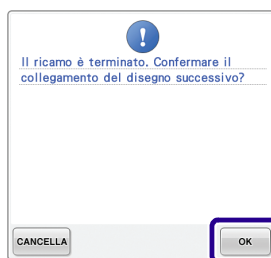 Il ricamo è terminato. Confermare il
collegamento del disegno successivo?
CANCELLA
OK